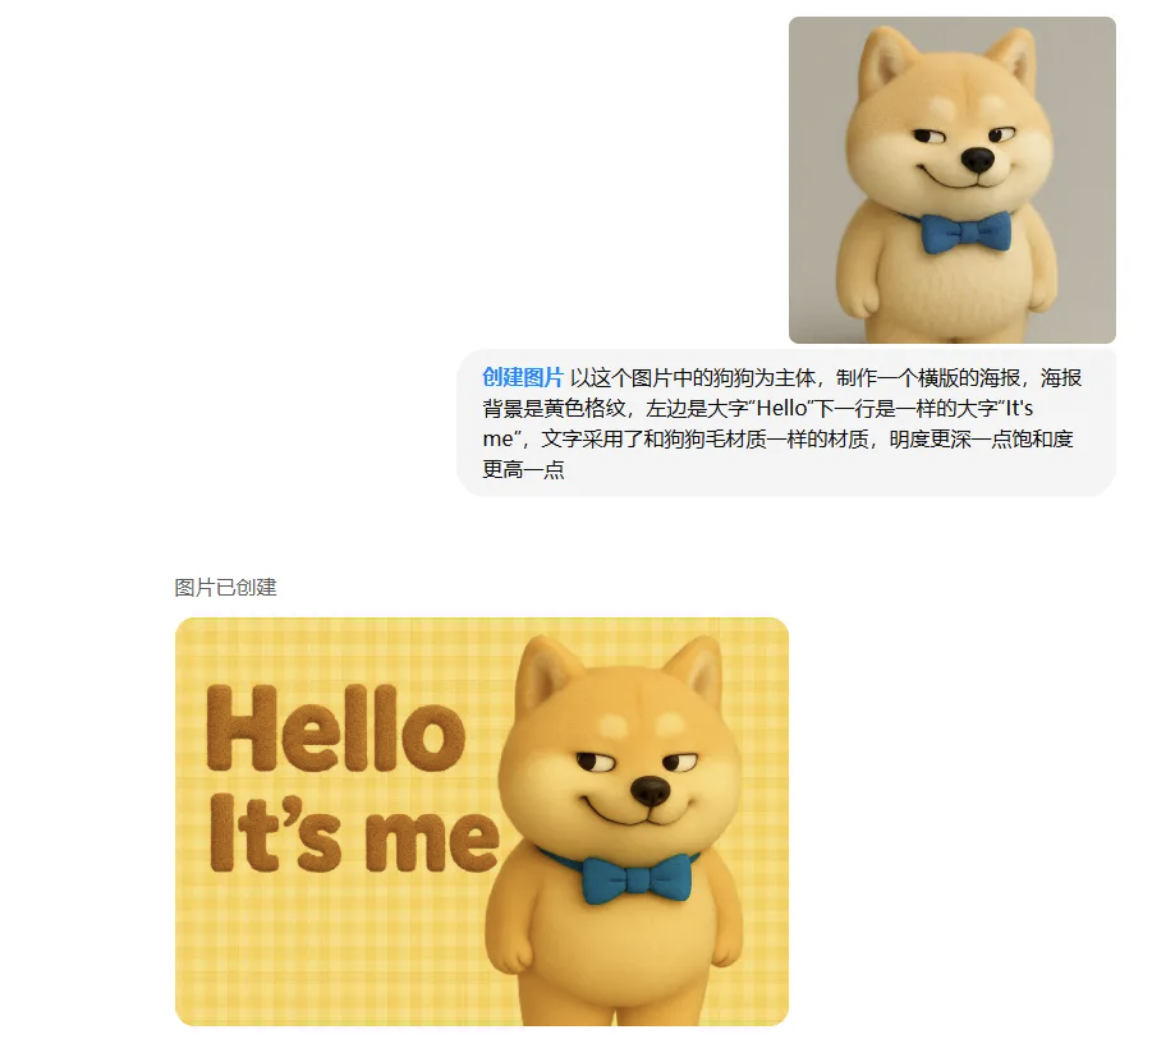 创建图片 以这个图片中的狗狗为主体，制作一个横版的海报，海报
背景是黄色格纹，左边是大字“Hello”下一行是一样的大字“It's
me”，文字采用了和狗狗毛材质一样的材质，明度更深一点饱和度
更高一点
图片已创建
Hello
It’s me